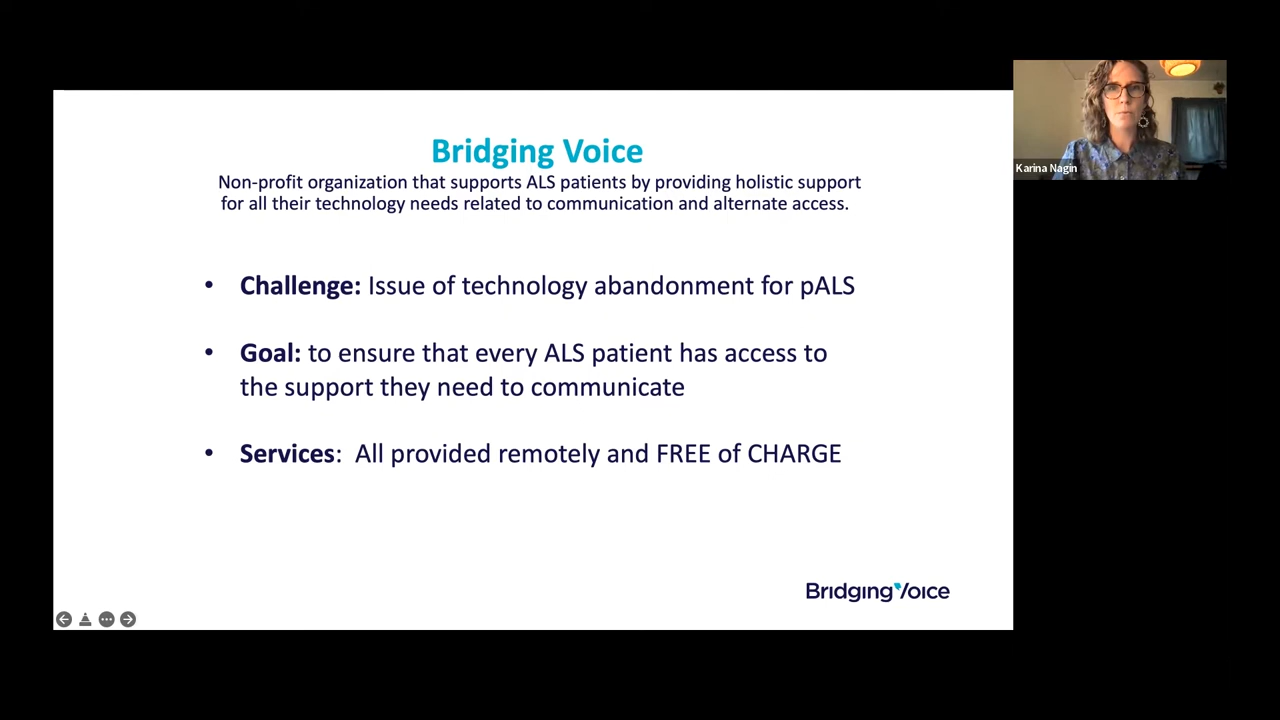 Bridging Voice
Non-profit organization that supports ALS patients by providing holistic support
for all their technology needs related to communication and alternate access.
• Challenge: Issue of technology abandonment for pALS
• Goal: to ensure that every ALS patient has access to
the support they need to communicate
• Services:  All provided remotely and FREE of CHARGE
BridgingVoice
Karina Nagin